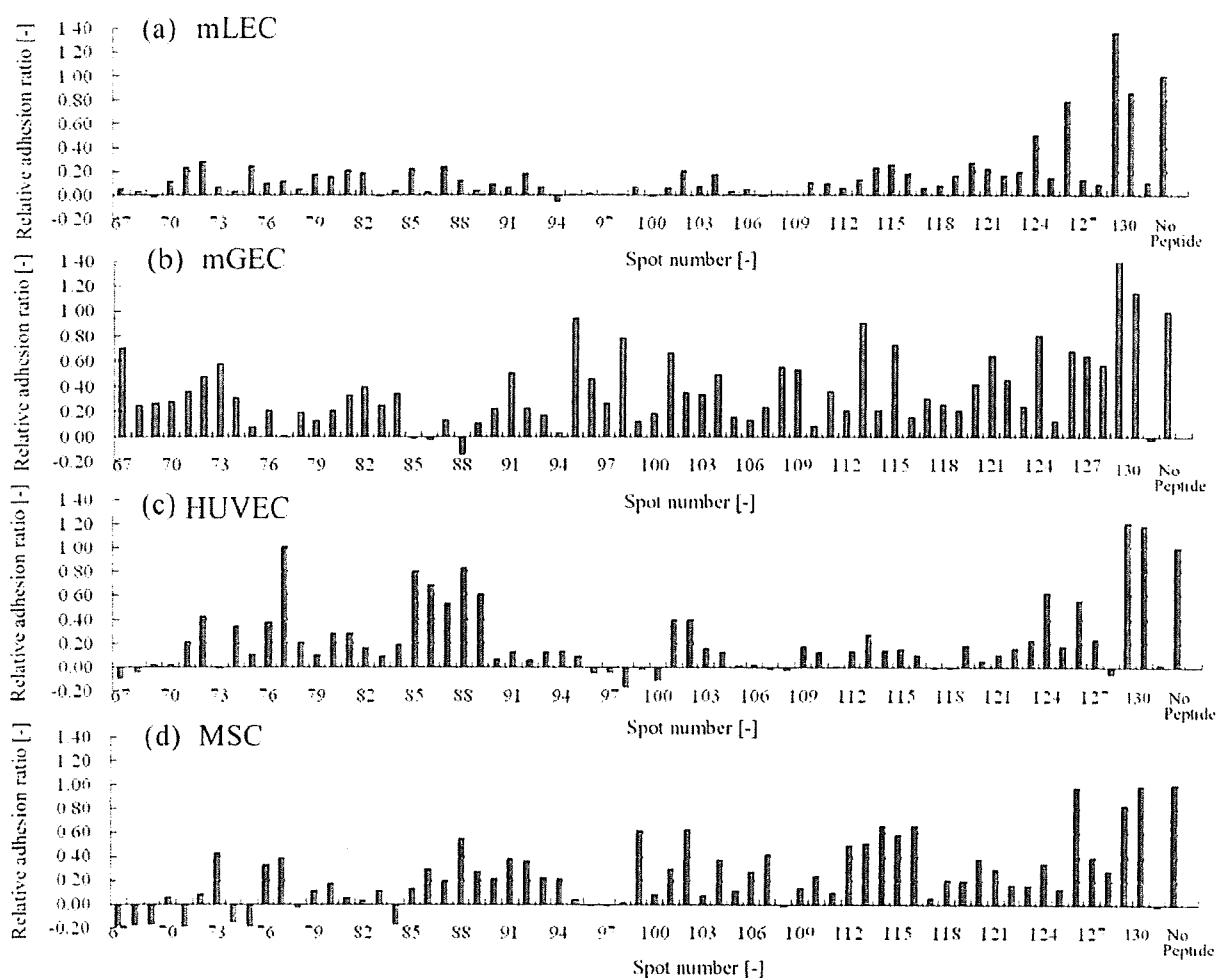 (a) mLEC
Relative adhesion ratio [-]
1 40
1 20
1 00
0.80
0.60
0.40
0.20
0.00
-0.20
67 70 73 76 79 82 85 88 91 94 97 100 103 106 109 112 115 118 121 124 127 130 No Peptide
Spot number [-]
(b) mGEC
Relative adhesion ratio [-]
1 40
1 20
1 00
0.80
0.60
0.40
0.20
0.00
-0.20
67 70 73 76 79 82 85 88 91 94 97 100 103 106 109 112 115 118 121 124 127 130 No Peptide
Spot number [-]
(c) HUVEC
Relative adhesion ratio [-]
1 40
1 20
1 00
0.80
0.60
0.40
0.20
0.00
-0.20
67 70 73 76 79 82 85 88 91 94 97 100 103 106 109 112 115 118 121 124 127 130 No Peptide
Spot number [-]
(d) MSC
Relative adhesion ratio [-]
1 40
1 20
1 00
0 80
0 60
0 40
0.20
0.00
-0.20
70 73 76 79 82 85 88 91 94 97 100 103 106 109 112 115 118 121 124 127 130 No Peptide
Spot number [-]